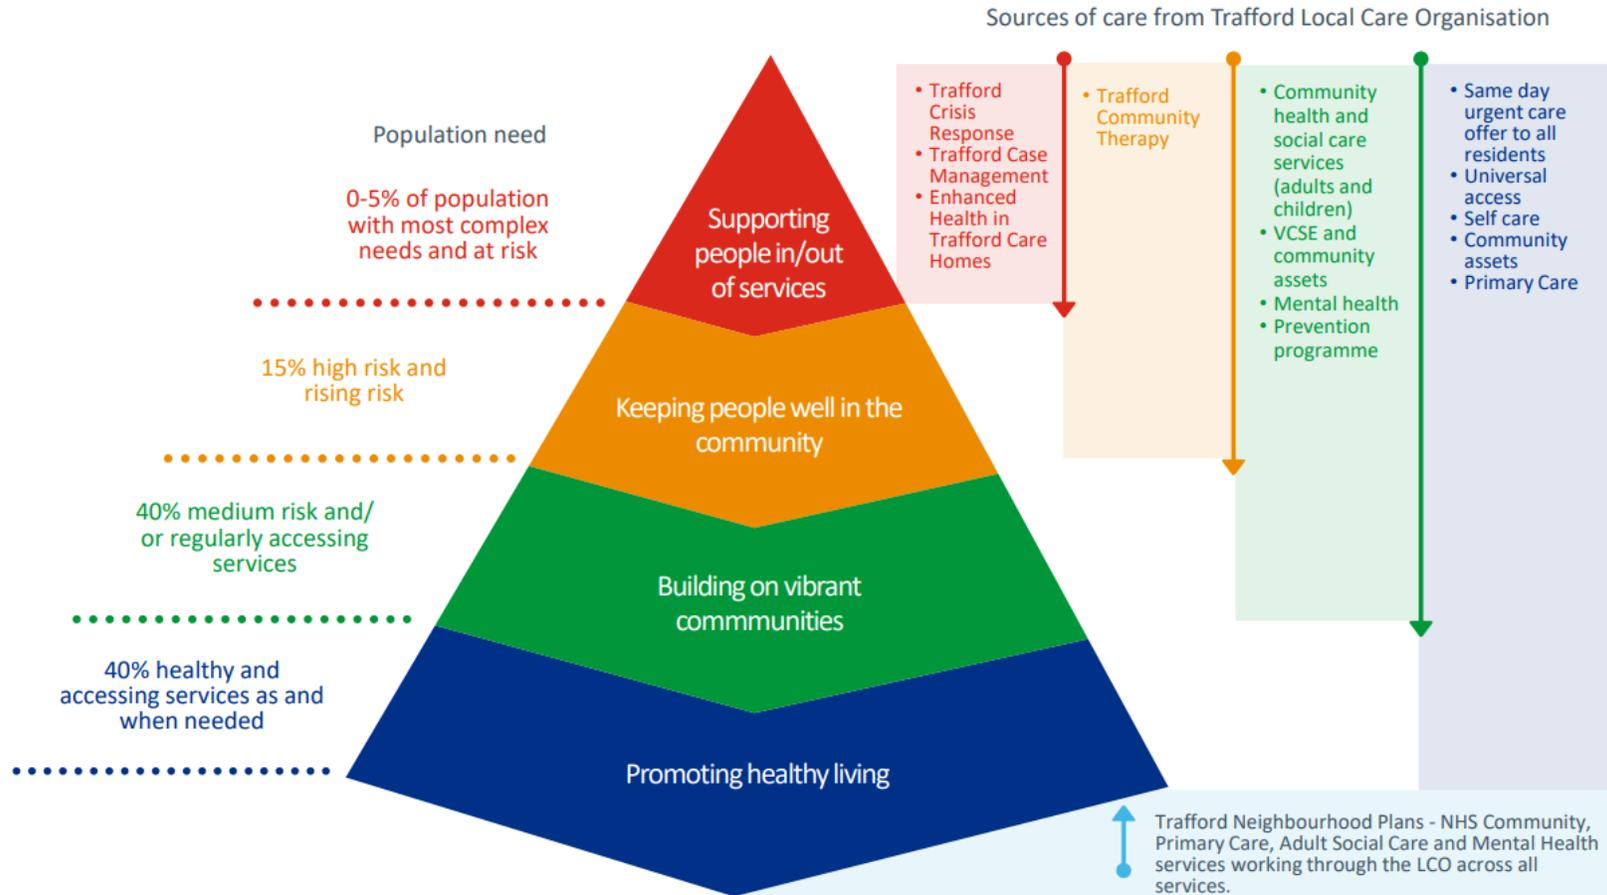 Sources of care from Trafford Local Care Organisation
Population need
0-5% of population
with most complex
needs and at risk
15% high risk and
rising risk
40% medium risk and/
or regularly accessing
services
40% healthy and
accessing services as and
when needed
Supporting
people in/out
of services
Keeping people well in the
community
Building on vibrant
commmunities
Promoting healthy living
• Trafford
Crisis
Response
• Trafford Case
Management
• Enhanced
Health in
Trafford Care
Homes
• Trafford
Community
Therapy
• Community
health and
social care
services
(adults and
children)
• VCSE and
community
assets
• Mental health
• Prevention
programme
• Same day
urgent care
offer to all
residents
• Universal
access
• Self care
• Community
assets
• Primary Care
Trafford Neighbourhood Plans - NHS Community,
Primary Care, Adult Social Care and Mental Health
services working through the LCO across all
services.